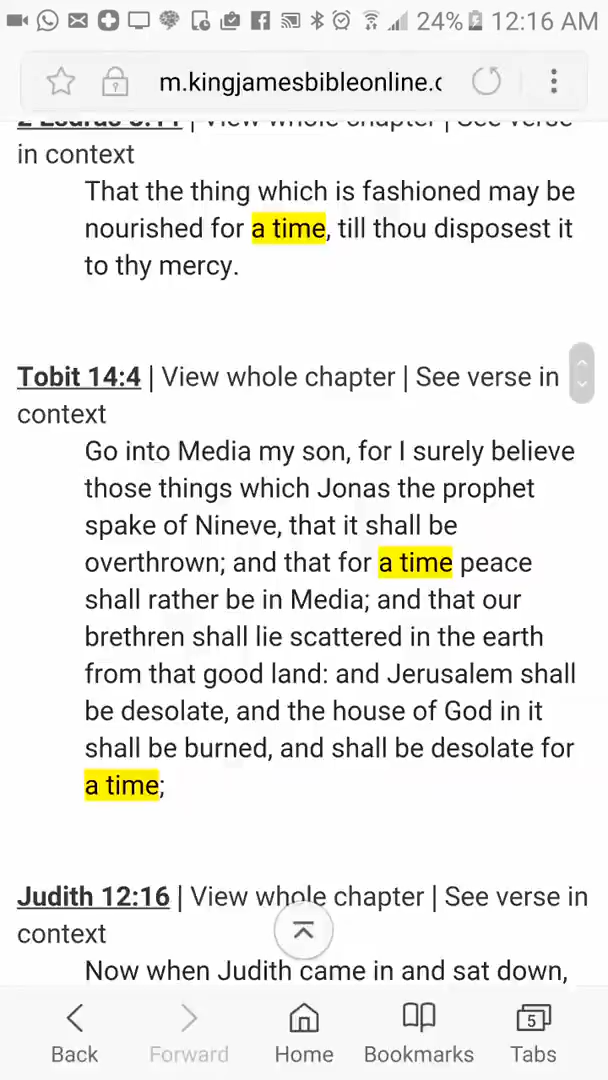 24% 12:16 AM
m.kingjamesbibleonline.c
in context
That the thing which is fashioned may be
nourished for a time, till thou disposest it
to thy mercy.
Tobit 14:4 | View whole chapter | See verse in
context
Go into Media my son, for I surely believe
those things which Jonas the prophet
spake of Nineve, that it shall be
overthrown; and that for a time peace
shall rather be in Media; and that our
brethren shall lie scattered in the earth
from that good land: and Jerusalem shall
be desolate, and the house of God in it
shall be burned, and shall be desolate for
a time;
Judith 12:16 | View whole chapter | See verse in
context
Now when Judith came in and sat down,
5
Back Forward Home Bookmarks Tabs